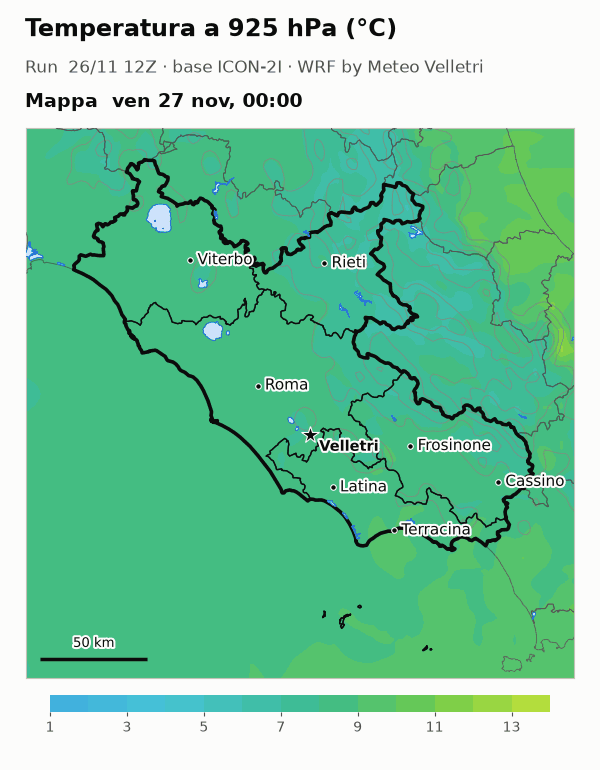 Temperatura a 925 hPa (°C)
Run  26/11 12Z · base ICON-2I · WRF by Meteo Velletri
Mappa  ven 27 nov, 00:00
Viterbo
Rieti
Roma
Velletri
Frosinone
Cassino
Latina
Terracina
50 km
1 3 5 7 9 11 13